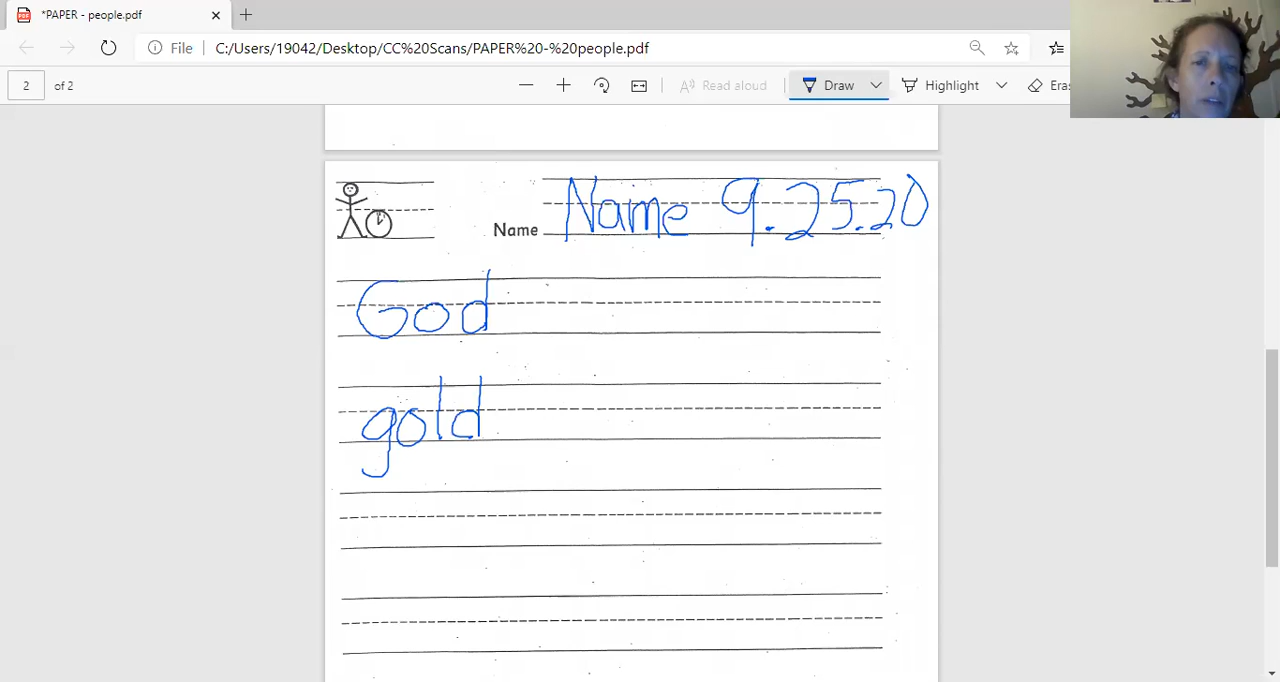 *PAPER - people.pdf
File C:/Users/19042/Desktop/CC%20Scans/PAPER%20-%20people.pdf
2 of 2 Read aloud Draw Highlight Eras
Name Name 9.25.20
God
gold